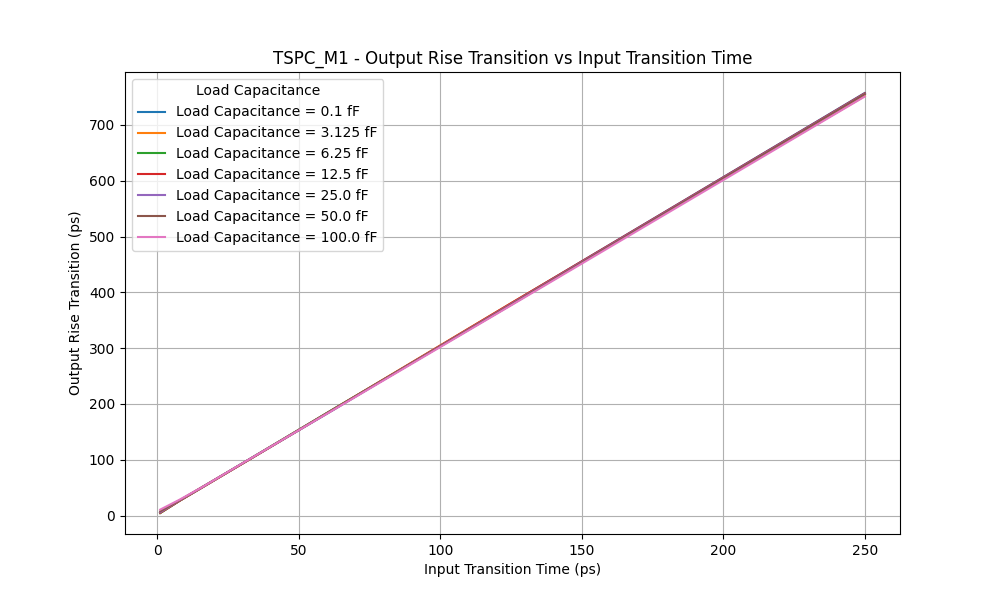 TSPC_M1 - Output Rise Transition vs Input Transition Time
Load Capacitance
Load Capacitance = 0.1 fF
Load Capacitance = 3.125 fF
Load Capacitance = 6.25 fF
Load Capacitance = 12.5 fF
Load Capacitance = 25.0 fF
Load Capacitance = 50.0 fF
Load Capacitance = 100.0 fF
Output Rise Transition (ps)
700
600
500
400
300
200
100
0
0 50 100 150 200 250
Input Transition Time (ps)